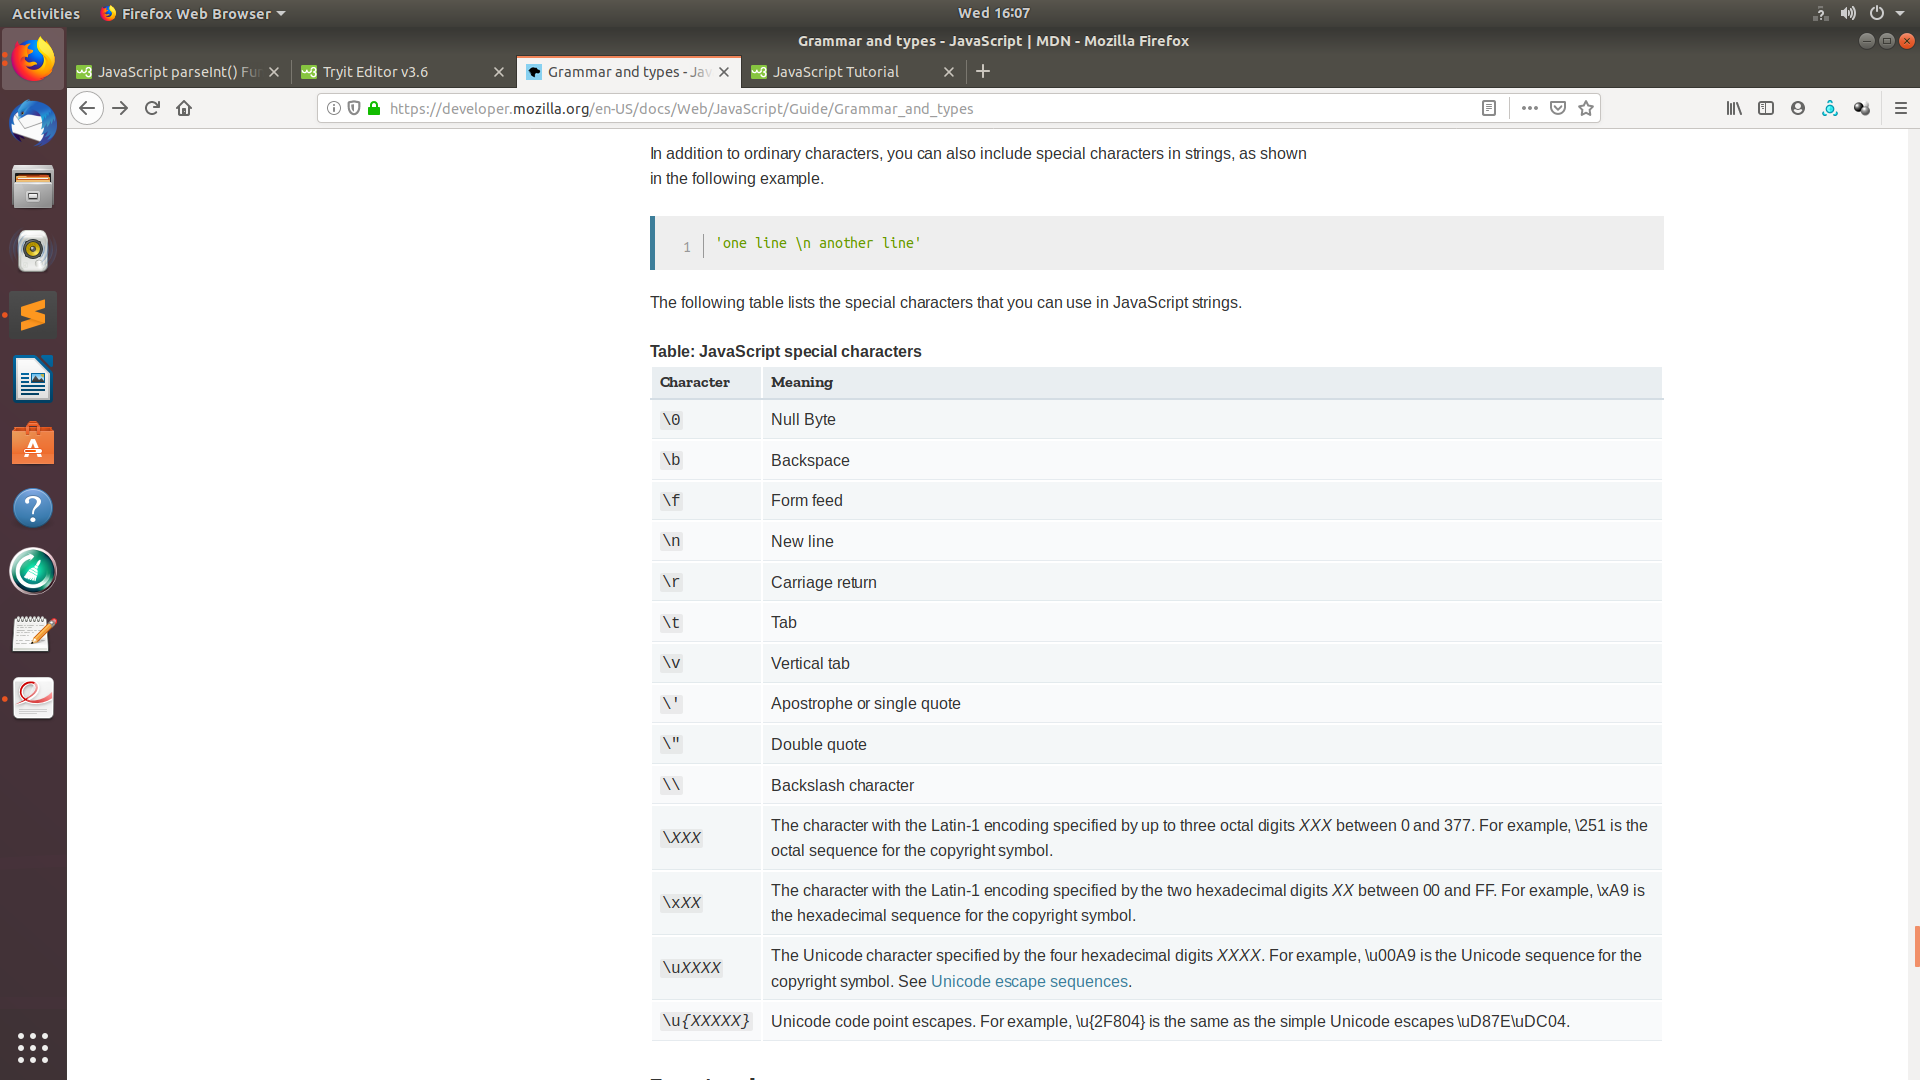 Activities Firefox Web Browser Wed 16:07
Grammar and types - JavaScript | MDN - Mozilla Firefox
JavaScript parseInt() Fun Tryit Editor v3.6 Grammar and types - Jav JavaScript Tutorial
https://developer.mozilla.org/en-US/docs/Web/JavaScript/Guide/Grammar_and_types
In addition to ordinary characters, you can also include special characters in strings, as shown
in the following example.
1 'one line \n another line'
The following table lists the special characters that you can use in JavaScript strings.
Table: JavaScript special characters
Character Meaning
\0 Null Byte
\b Backspace
\f Form feed
\n New line
\r Carriage return
\t Tab
\v Vertical tab
\' Apostrophe or single quote
\" Double quote
\\ Backslash character
\XXX The character with the Latin-1 encoding specified by up to three octal digits XXX between 0 and 377. For example, \251 is the
octal sequence for the copyright symbol.
\xXX The character with the Latin-1 encoding specified by the two hexadecimal digits XX between 00 and FF. For example, \xA9 is
the hexadecimal sequence for the copyright symbol.
\uXXXX The Unicode character specified by the four hexadecimal digits XXXX. For example, \u00A9 is the Unicode sequence for the
copyright symbol. See Unicode escape sequences.
\u{XXXXX} Unicode code point escapes. For example, \u{2F804} is the same as the simple Unicode escapes \uD87E\uDC04.